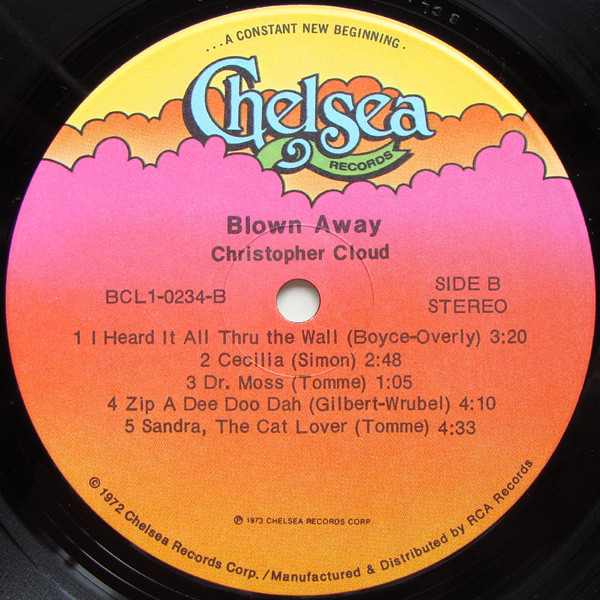 ...A CONSTANT NEW BEGINNING.
Chelsea
RECORDS
Blown Away
Christopher Cloud
BCL1-0234-B
SIDE B
STEREO
1 I Heard It All Thru the Wall (Boyce-Overly) 3:20
2 Cecilia (Simon) 2:48
3 Dr. Moss (Tomme) 1:05
4 Zip A Dee Doo Dah (Gilbert-Wrubel) 4:10
5 Sandra, The Cat Lover (Tomme) 4:33
℗ 1973 CHELSEA RECORDS CORP.
© 1972 Chelsea Records Corp. / Manufactured & Distributed by RCA Records